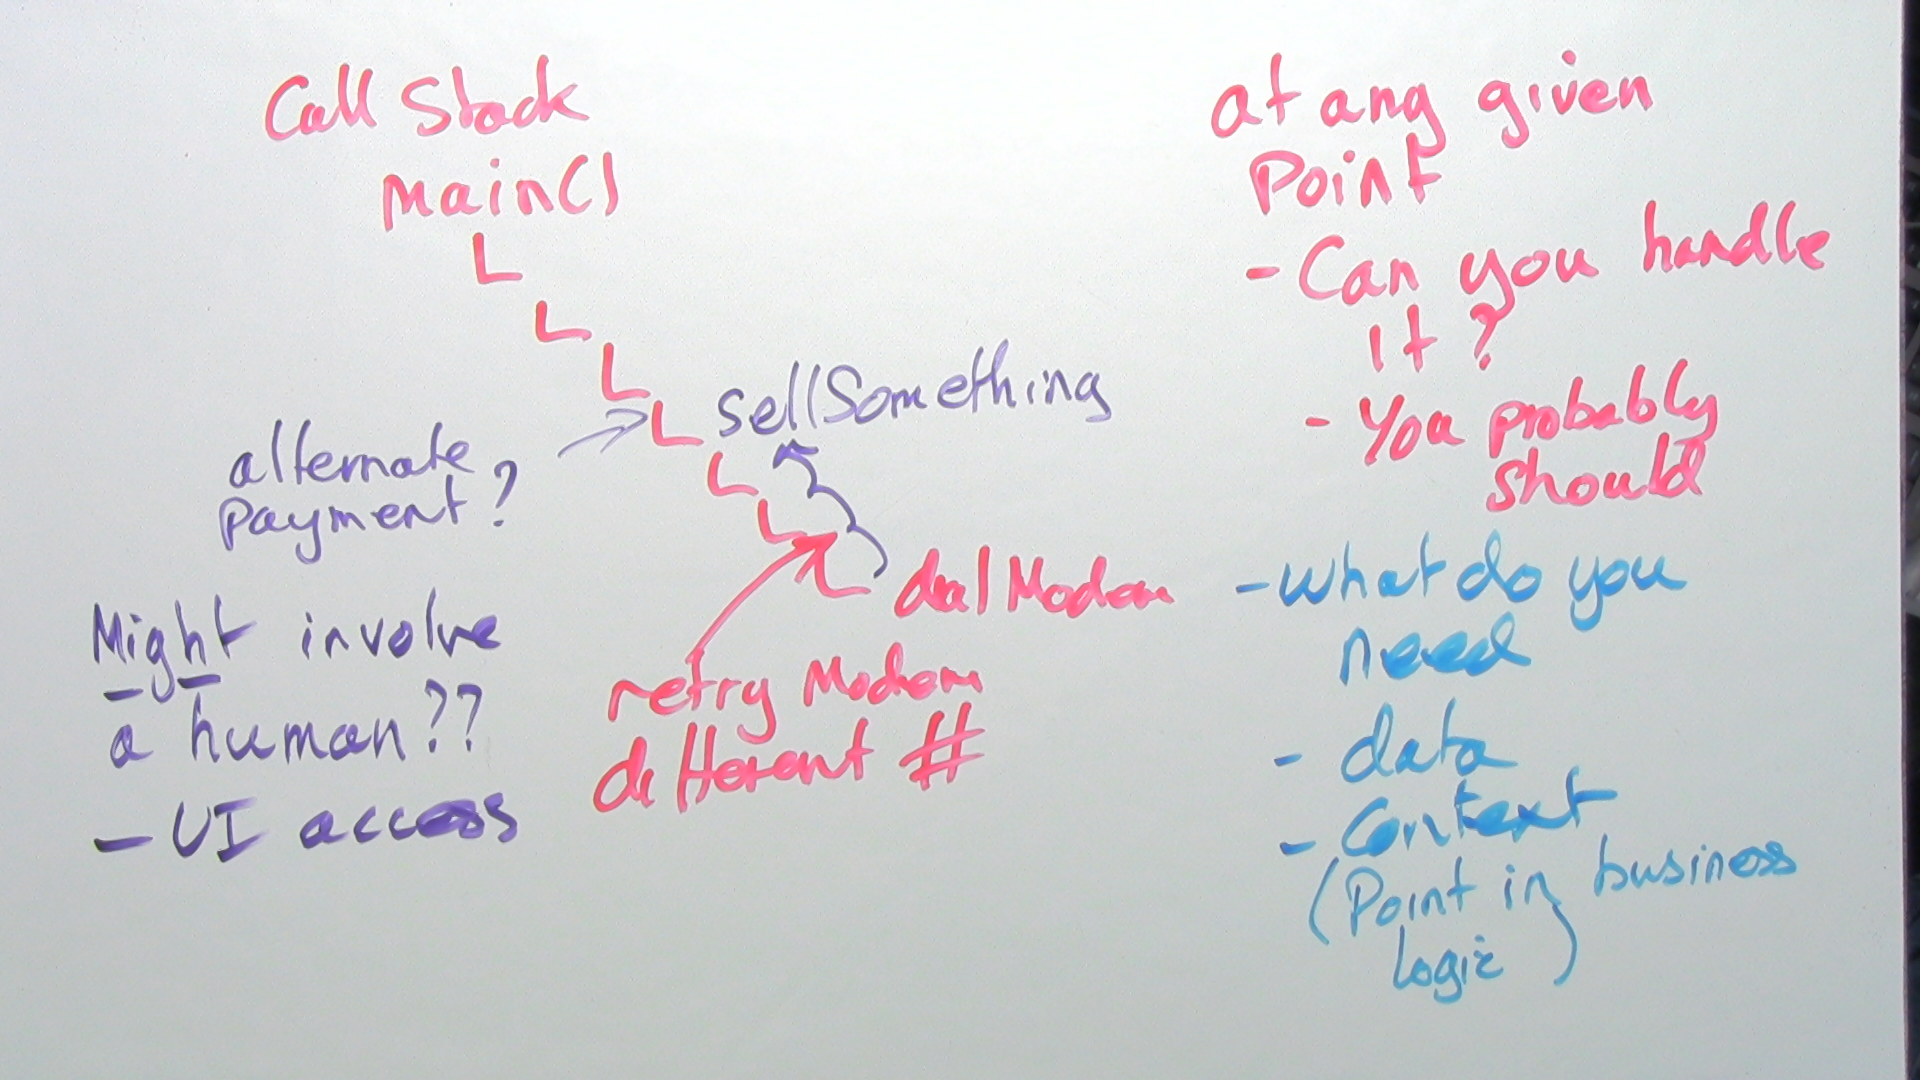 Call Stack
main()
L
L
L
L sellSomething
L
L
L dialModem
alternate
payment?
Might involve
a human??
- UI access
retry Modem
different #
at any given
Point
- Can you handle
it?
- You probably
should
- what do you
need
- data
- Context
(Point in business
logic)